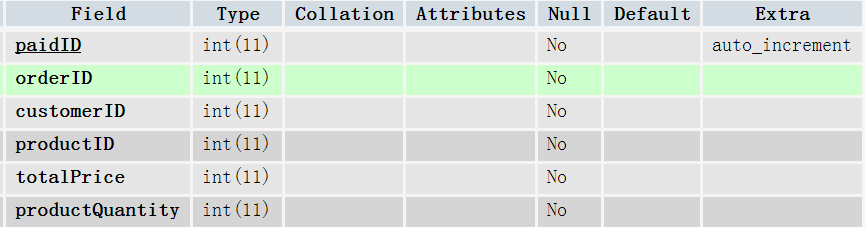 Field Type Collation Attributes Null Default Extra
paidID int(11) No auto_increment
orderID int(11) No
customerID int(11) No
productID int(11) No
totalPrice int(11) No
productQuantity int(11) No